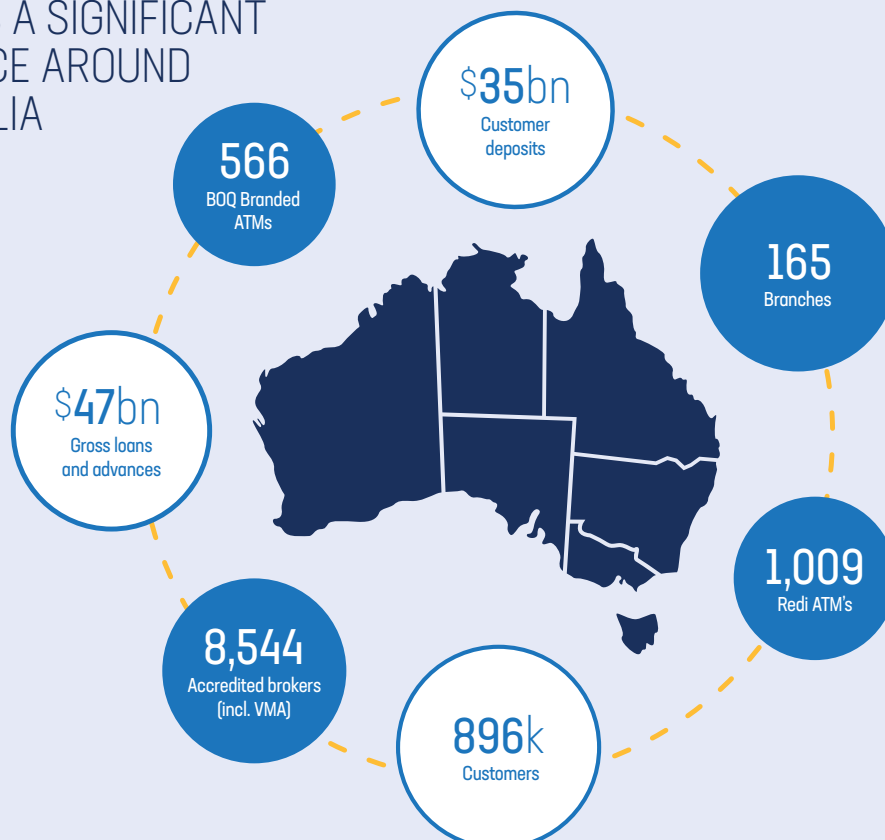 A SIGNIFICANT
CE AROUND
LIA
$35bn
Customer
deposits
566
BOQ Branded
ATMs
165
Branches
$47bn
Gross loans
and advances
1,009
Redi ATM's
8,544
Accredited brokers
(incl. VMA)
896k
Customers